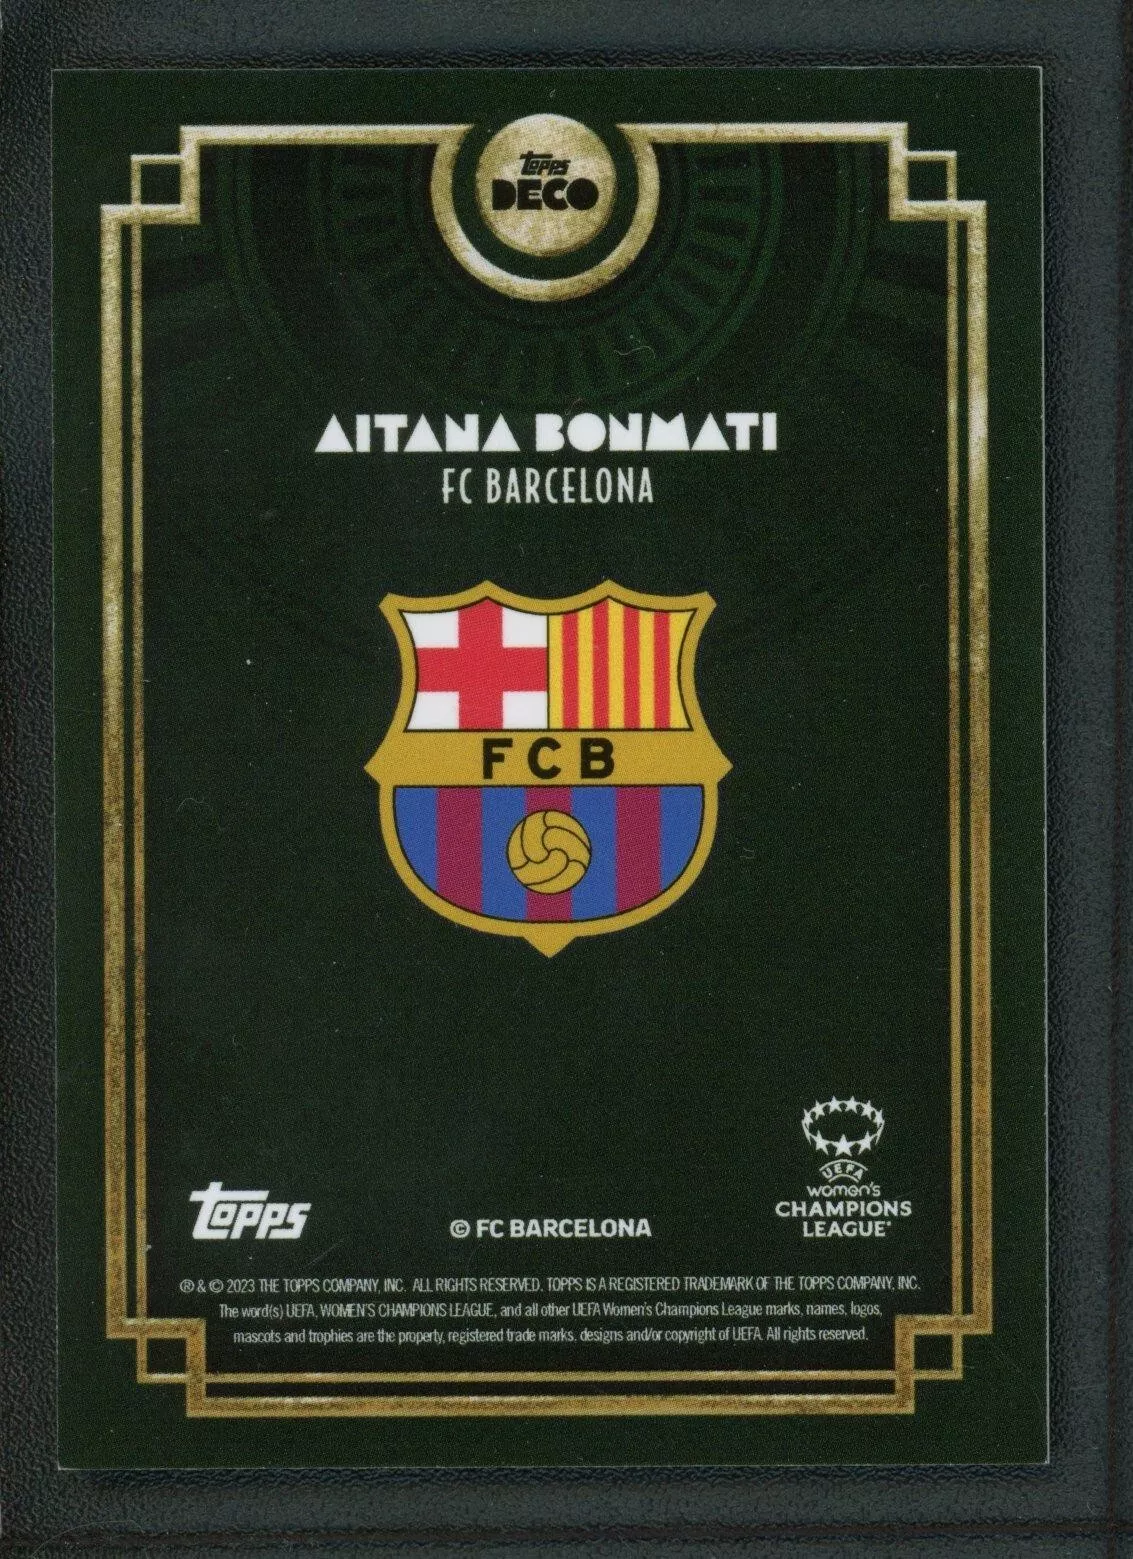 topps
DECO
AITANA BONMATI
FC BARCELONA
FCB
topps
© FC BARCELONA
UEFA
women's
CHAMPIONS
LEAGUE
® & © 2023 THE TOPPS COMPANY, INC. ALL RIGHTS RESERVED. TOPPS IS A REGISTERED TRADEMARK OF THE TOPPS COMPANY, INC.
The word(s) UEFA, WOMEN'S CHAMPIONS LEAGUE, and all other UEFA Women's Champions League marks, names, logos,
mascots and trophies are the property, registered trade marks, designs and/or copyright of UEFA. All rights reserved.